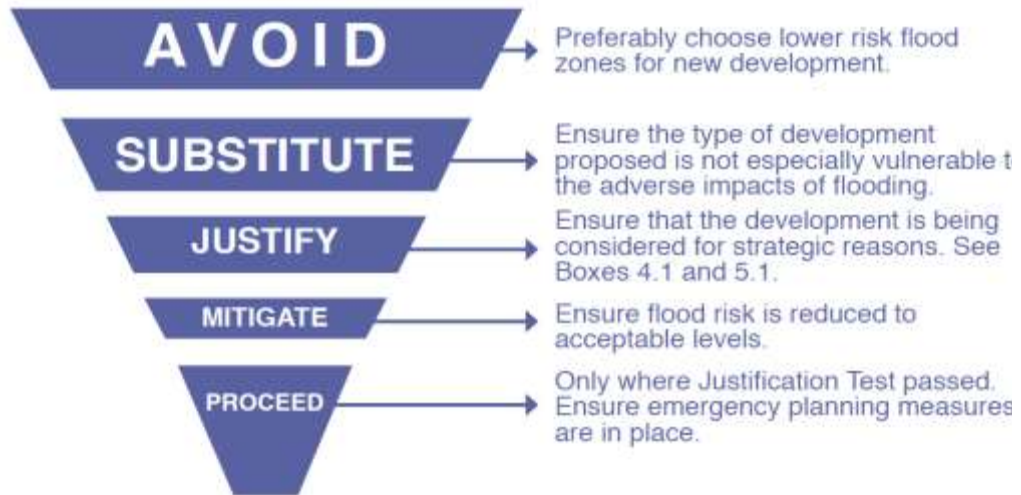 AVOID
Preferably choose lower risk flood
zones for new development.
SUBSTITUTE
Ensure the type of development
proposed is not especially vulnerable t
the adverse impacts of flooding.
JUSTIFY
Ensure that the development is being
considered for strategic reasons. See
Boxes 4.1 and 5.1.
MITIGATE
Ensure flood risk is reduced to
acceptable levels.
PROCEED
Only where Justification Test passed.
Ensure emergency planning measures
are in place.